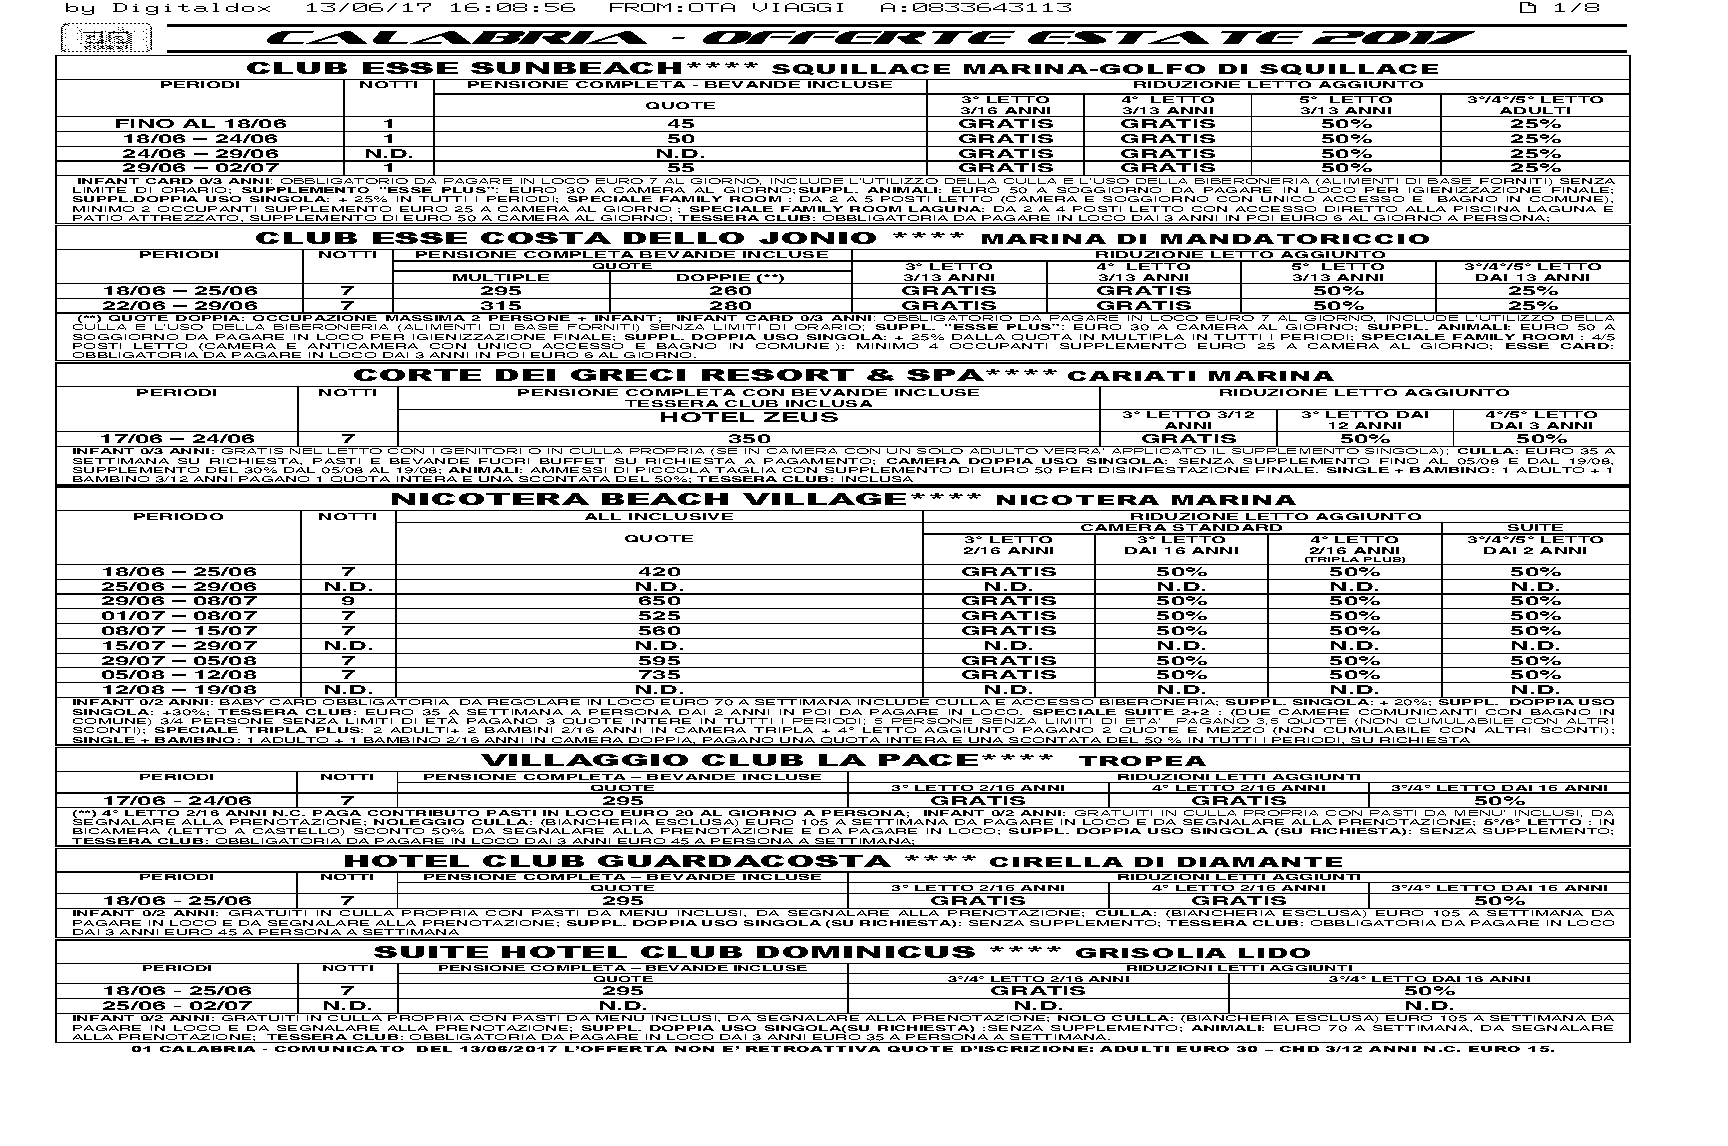 by Digitaldox 13/06/17 16:08:56 FROM:OTA VIAGGI A:0833643113 1/8
CALABRIA - OFFERTE ESTATE 2017
CLUB ESSE SUNBEACH**** SQUILLACE MARINA-GOLFO DI SQUILLACE
PERIODI NOTTI PENSIONE COMPLETA - BEVANDE INCLUSE RIDUZIONE LETTO AGGIUNTO
QUOTE 3° LETTO 4° LETTO 5° LETTO 3°/4°/5° LETTO
3/16 ANNI 3/13 ANNI 3/13 ANNI ADULTI
FINO AL 18/06 1 45 GRATIS GRATIS 50% 25%
18/06 – 24/06 1 50 GRATIS GRATIS 50% 25%
24/06 – 29/06 N.D. N.D. GRATIS GRATIS 50% 25%
29/06 – 02/07 1 55 GRATIS GRATIS 50% 25%
INFANT CARD 0/3 ANNI: OBBLIGATORIO DA PAGARE IN LOCO EURO 7 AL GIORNO, INCLUDE L'UTILIZZO DELLA CULLA E L'USO DELLA BIBERONERIA (ALIMENTI DI BASE FORNITI) SENZA
LIMITE DI ORARIO; SUPPLEMENTO "ESSE PLUS": EURO 30 A CAMERA AL GIORNO;SUPPL. ANIMALI: EURO 50 A SOGGIORNO DA PAGARE IN LOCO PER IGIENIZZAZIONE FINALE;
SUPPL.DOPPIA USO SINGOLA: + 25% IN TUTTI I PERIODI; SPECIALE FAMILY ROOM : DA 2 A 5 POSTI LETTO (CAMERA E SOGGIORNO CON UNICO ACCESSO E BAGNO IN COMUNE),
MINIMO 2 OCCUPANTI SUPPLEMENTO EURO 25 A CAMERA AL GIORNO ; SPECIALE FAMILY ROOM LAGUNA: DA 2 A 4 POSTI LETTO CON ACCESSO DIRETTO ALLA PISCINA LAGUNA E
PATIO ATTREZZATO, SUPPLEMENTO DI EURO 50 A CAMERA AL GIORNO; TESSERA CLUB: OBBLIGATORIA DA PAGARE IN LOCO DAI 3 ANNI IN POI EURO 6 AL GIORNO A PERSONA;
CLUB ESSE COSTA DELLO JONIO **** MARINA DI MANDATORICCIO
PERIODI NOTTI PENSIONE COMPLETA BEVANDE INCLUSE RIDUZIONE LETTO AGGIUNTO
QUOTE 3° LETTO 4° LETTO 5° LETTO 3°/4°/5° LETTO
MULTIPLE DOPPIE (**) 3/13 ANNI 3/13 ANNI 3/13 ANNI DAI 13 ANNI
18/06 – 25/06 7 295 260 GRATIS GRATIS 50% 25%
22/06 – 29/06 7 315 280 GRATIS GRATIS 50% 25%
(**) QUOTE DOPPIA: OCCUPAZIONE MASSIMA 2 PERSONE + INFANT; INFANT CARD 0/3 ANNI: OBBLIGATORIO DA PAGARE IN LOCO EURO 7 AL GIORNO, INCLUDE L'UTILIZZO DELLA
CULLA E L'USO DELLA BIBERONERIA (ALIMENTI DI BASE FORNITI) SENZA LIMITI DI ORARIO; SUPPL. "ESSE PLUS": EURO 30 A CAMERA AL GIORNO; SUPPL. ANIMALI: EURO 50 A
SOGGIORNO DA PAGARE IN LOCO PER IGIENIZZAZIONE FINALE; SUPPL. DOPPIA USO SINGOLA: + 25% DALLA QUOTA IN MULTIPLA IN TUTTI I PERIODI; SPECIALE FAMILY ROOM : 4/5
POSTI LETTO (CAMERA E ANTICAMERA CON UNICO ACCESSO E BAGNO IN COMUNE ): MINIMO 4 OCCUPANTI SUPPLEMENTO EURO 25 A CAMERA AL GIORNO; ESSE CARD:
OBBLIGATORIA DA PAGARE IN LOCO DAI 3 ANNI IN POI EURO 6 AL GIORNO.
CORTE DEI GRECI RESORT & SPA**** CARIATI MARINA
PERIODI NOTTI PENSIONE COMPLETA CON BEVANDE INCLUSE RIDUZIONE LETTO AGGIUNTO
TESSERA CLUB INCLUSA
HOTEL ZEUS 3° LETTO 3/12 3° LETTO DAI 4°/5° LETTO
ANNI 12 ANNI DAI 3 ANNI
17/06 – 24/06 7 350 GRATIS 50% 50%
INFANT 0/3 ANNI: GRATIS NEL LETTO CON I GENITORI O IN CULLA PROPRIA (SE IN CAMERA CON UN SOLO ADULTO VERRA' APPLICATO IL SUPPLEMENTO SINGOLA); CULLA: EURO 35 A
SETTIMANA SU RICHIESTA, PASTI E BEVANDE FUORI BUFFET SU RICHIESTA A PAGAMENTO; CAMERA DOPPIA USO SINGOLA: SENZA SUPPLEMENTO FINO AL 05/08 E DAL 19/08,
SUPPLEMENTO DEL 30% DAL 05/08 AL 19/08; ANIMALI: AMMESSI DI PICCOLA TAGLIA CON SUPPLEMENTO DI EURO 50 PER DISINFESTAZIONE FINALE.SINGLE + BAMBINO: 1 ADULTO + 1
BAMBINO 3/12 ANNI PAGANO 1 QUOTA INTERA E UNA SCONTATA DEL 50%; TESSERA CLUB: INCLUSA
NICOTERA BEACH VILLAGE**** NICOTERA MARINA
PERIODO NOTTI ALL INCLUSIVE RIDUZIONE LETTO AGGIUNTO
CAMERA STANDARD SUITE
QUOTE 3° LETTO 3° LETTO 4° LETTO 3°/4°/5° LETTO
2/16 ANNI DAI 16 ANNI 2/16 ANNI DAI 2 ANNI
(TRIPLA PLUS)
18/06 – 25/06 7 420 GRATIS 50% 50% 50%
25/06 – 29/06 N.D. N.D. N.D. N.D. N.D. N.D.
29/06 – 08/07 9 650 GRATIS 50% 50% 50%
01/07 – 08/07 7 525 GRATIS 50% 50% 50%
08/07 – 15/07 7 560 GRATIS 50% 50% 50%
15/07 – 29/07 N.D. N.D. N.D. N.D. N.D. N.D.
29/07 – 05/08 7 595 GRATIS 50% 50% 50%
05/08 – 12/08 7 735 GRATIS 50% 50% 50%
12/08 – 19/08 N.D. N.D. N.D. N.D. N.D. N.D.
INFANT 0/2 ANNI: BABY CARD OBBLIGATORIA DA REGOLARE IN LOCO EURO 70 A SETTIMANA INCLUDE CULLA E ACCESSO BIBERONERIA; SUPPL. SINGOLA: + 20%; SUPPL. DOPPIA USO
SINGOLA: +30%; TESSERA CLUB: EURO 35 A SETTIMANA A PERSONA DAI 2 ANNI IN POI DA PAGARE IN LOCO. SPECIALE SUITE 2+2 : (DUE CAMERE COMUNICANTI CON BAGNO IN
COMUNE) 3/4 PERSONE SENZA LIMITI DI ETÀ PAGANO 3 QUOTE INTERE IN TUTTI I PERIODI; 5 PERSONE SENZA LIMITI DI ETA' PAGANO 3,5 QUOTE (NON CUMULABILE CON ALTRI
SCONTI); SPECIALE TRIPLA PLUS: 2 ADULTI+ 2 BAMBINI 2/16 ANNI IN CAMERA TRIPLA + 4° LETTO AGGIUNTO PAGANO 2 QUOTE E MEZZO (NON CUMULABILE CON ALTRI SCONTI);
SINGLE + BAMBINO: 1 ADULTO + 1 BAMBINO 2/16 ANNI IN CAMERA DOPPIA, PAGANO UNA QUOTA INTERA E UNA SCONTATA DEL 50 % IN TUTTI I PERIODI, SU RICHIESTA
VILLAGGIO CLUB LA PACE**** TROPEA
PERIODI NOTTI PENSIONE COMPLETA – BEVANDE INCLUSE RIDUZIONI LETTI AGGIUNTI
QUOTE 3° LETTO 2/16 ANNI 4° LETTO 2/16 ANNI 3°/4° LETTO DAI 16 ANNI
17/06 - 24/06 7 295 GRATIS GRATIS 50%
(**) 4° LETTO 2/16 ANNI N.C. PAGA CONTRIBUTO PASTI IN LOCO EURO 20 AL GIORNO A PERSONA; INFANT 0/2 ANNI: GRATUITI IN CULLA PROPRIA CON PASTI DA MENU' INCLUSI, DA
SEGNALARE ALLA PRENOTAZIONE; NOLEGGIO CULLA: (BIANCHERIA ESCLUSA) EURO 105 A SETTIMANA DA PAGARE IN LOCO E DA SEGNALARE ALLA PRENOTAZIONE; 5°/6° LETTO : IN
BICAMERA (LETTO A CASTELLO) SCONTO 50% DA SEGNALARE ALLA PRENOTAZIONE E DA PAGARE IN LOCO; SUPPL. DOPPIA USO SINGOLA (SU RICHIESTA): SENZA SUPPLEMENTO;
TESSERA CLUB: OBBLIGATORIA DA PAGARE IN LOCO DAI 3 ANNI EURO 45 A PERSONA A SETTIMANA;
HOTEL CLUB GUARDACOSTA **** CIRELLA DI DIAMANTE
PERIODI NOTTI PENSIONE COMPLETA – BEVANDE INCLUSE RIDUZIONI LETTI AGGIUNTI
QUOTE 3° LETTO 2/16 ANNI 4° LETTO 2/16 ANNI 3°/4° LETTO DAI 16 ANNI
18/06 - 25/06 7 295 GRATIS GRATIS 50%
INFANT 0/2 ANNI: GRATUITI IN CULLA PROPRIA CON PASTI DA MENU INCLUSI, DA SEGNALARE ALLA PRENOTAZIONE; CULLA: (BIANCHERIA ESCLUSA) EURO 105 A SETTIMANA DA
PAGARE IN LOCO E DA SEGNALARE ALLA PRENOTAZIONE; SUPPL. DOPPIA USO SINGOLA (SU RICHIESTA): SENZA SUPPLEMENTO; TESSERA CLUB: OBBLIGATORIA DA PAGARE IN LOCO
DAI 3 ANNI EURO 45 A PERSONA A SETTIMANA
SUITE HOTEL CLUB DOMINICUS **** GRISOLIA LIDO
PERIODI NOTTI PENSIONE COMPLETA – BEVANDE INCLUSE RIDUZIONI LETTI AGGIUNTI
QUOTE 3°/4° LETTO 2/16 ANNI 3°/4° LETTO DAI 16 ANNI
18/06 - 25/06 7 295 GRATIS 50%
25/06 - 02/07 N.D. N.D. N.D. N.D.
INFANT 0/2 ANNI: GRATUITI IN CULLA PROPRIA CON PASTI DA MENU INCLUSI, DA SEGNALARE ALLA PRENOTAZIONE; NOLO CULLA: (BIANCHERIA ESCLUSA) EURO 105 A SETTIMANA DA
PAGARE IN LOCO E DA SEGNALARE ALLA PRENOTAZIONE; SUPPL. DOPPIA USO SINGOLA(SU RICHIESTA) :SENZA SUPPLEMENTO; ANIMALI: EURO 70 A SETTIMANA, DA SEGNALARE
ALLA PRENOTAZIONE; TESSERA CLUB: OBBLIGATORIA DA PAGARE IN LOCO DAI 3 ANNI EURO 35 A PERSONA A SETTIMANA.
01 CALABRIA - COMUNICATO DEL 13/06/2017 L'OFFERTA NON E' RETROATTIVA QUOTE D'ISCRIZIONE: ADULTI EURO 30 – CHD 3/12 ANNI N.C. EURO 15.